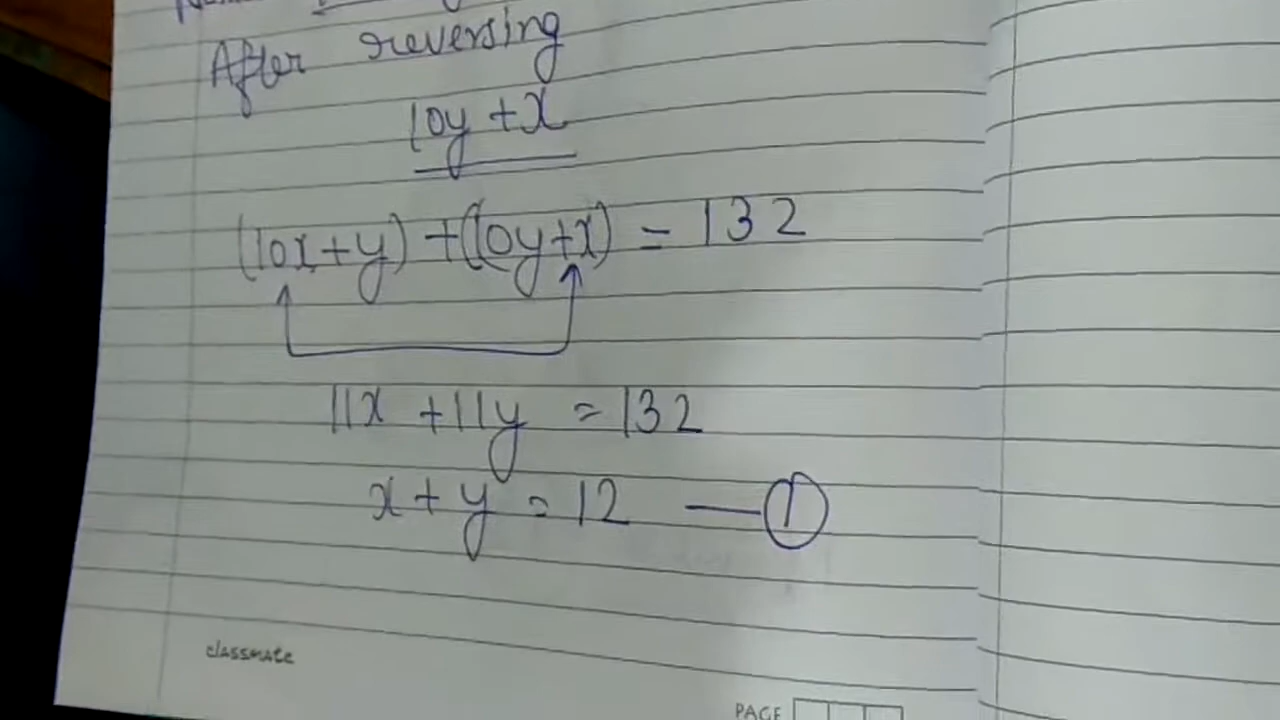 After reversing
10y + x
(10x + y) + (10y + x) = 132
11x + 11y = 132
x + y = 12 — ①
classmate
PAGE